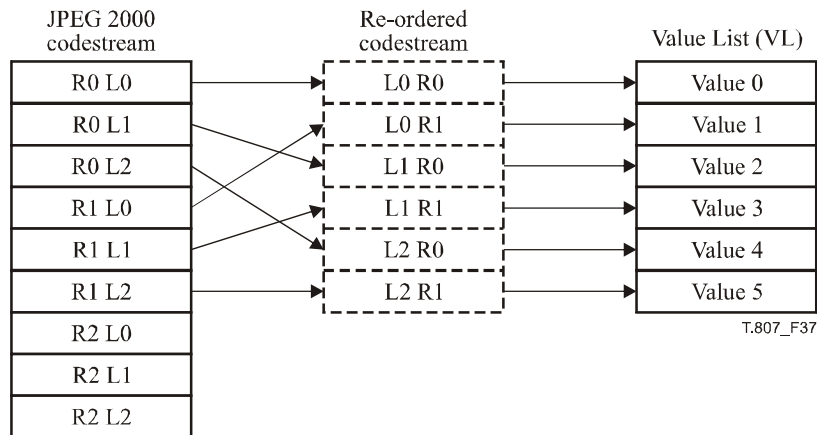 JPEG 2000
codestream
Re-ordered
codestream
Value List (VL)
R0 L0
L0 R0
Value 0
R0 L1
L0 R1
Value 1
R0 L2
L1 R0
Value 2
R1 L0
L1 R1
Value 3
R1 L1
L2 R0
Value 4
R1 L2
L2 R1
Value 5
R2 L0
T.807_F37
R2 L1
R2 L2